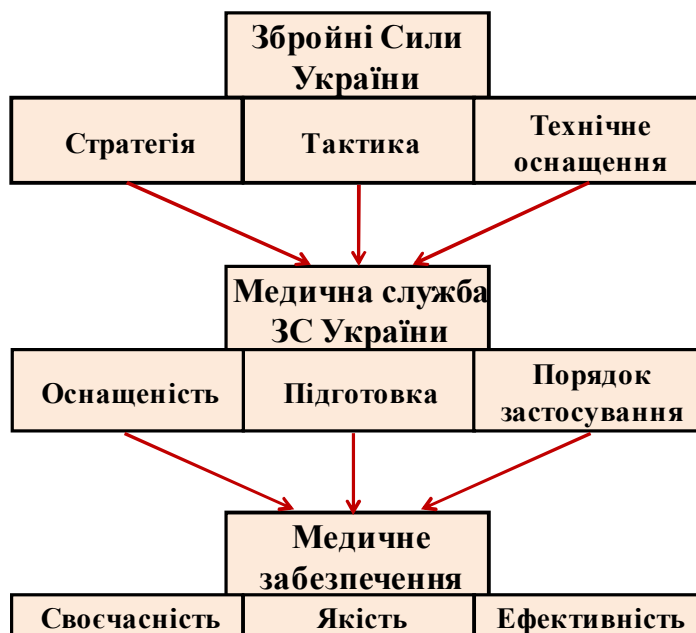 Збройні Сили
України
Стратегія
Тактика
Технічне
оснащення
Медична служба
ЗС України
Оснащеність
Підготовка
Порядок
застосування
Медичне
забезпечення
Своєчасність
Якість
Ефективність